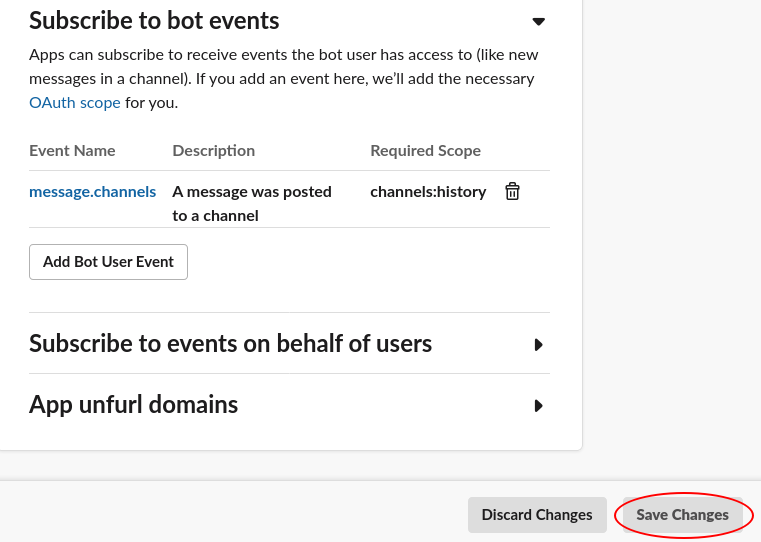 Subscribe to bot events
Apps can subscribe to receive events the bot user has access to (like new
messages in a channel). If you add an event here, we’ll add the necessary
OAuth scope for you.
Event Name Description Required Scope
message.channels A message was posted channels:history
to a channel
Add Bot User Event
Subscribe to events on behalf of users
App unfurl domains
Discard Changes Save Changes